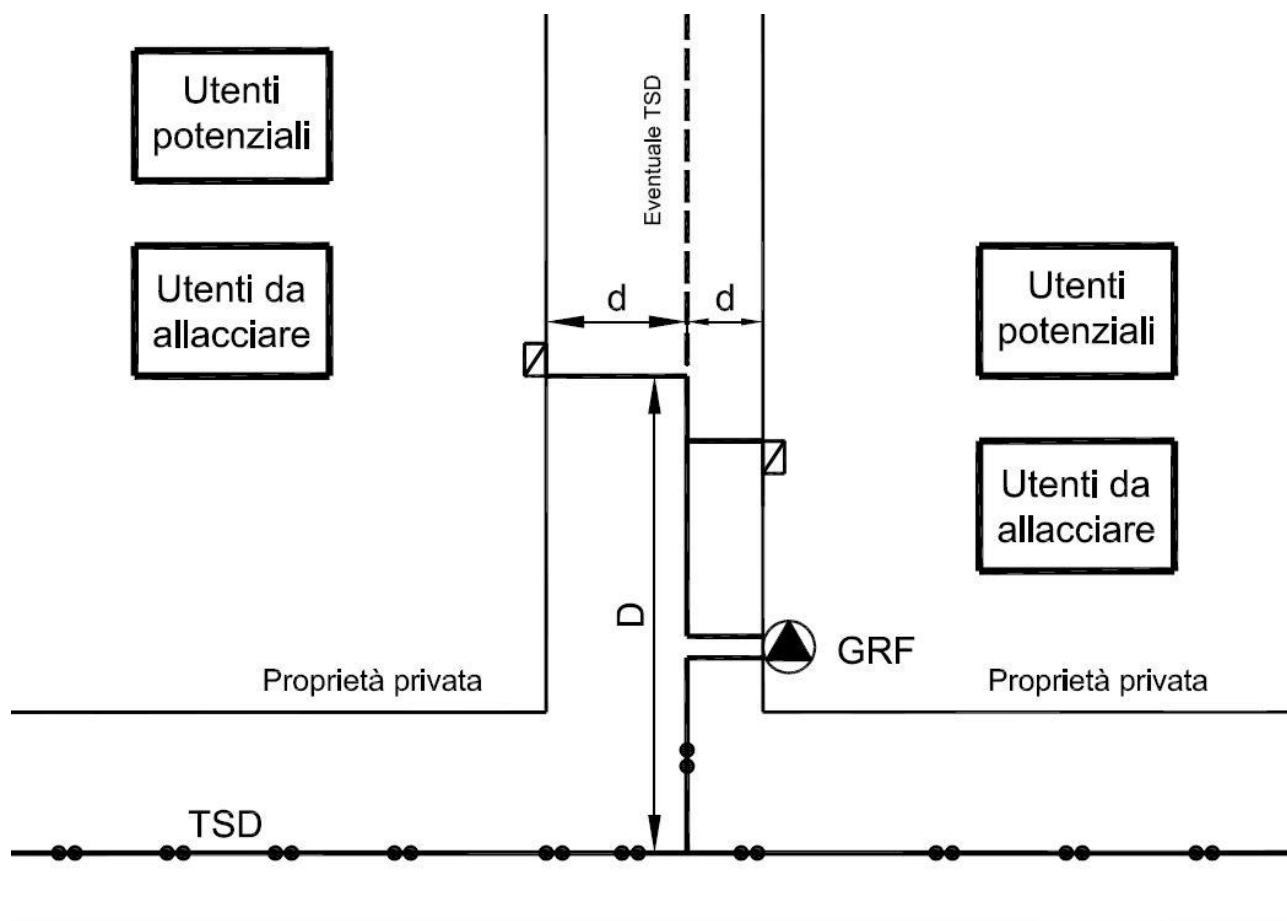 Utenti
potenziali
Eventuale TSD
Utenti da
allacciare
d
d
Utenti
potenziali
Utenti da
allacciare
D
GRF
Proprietà privata
Proprietà privata
TSD